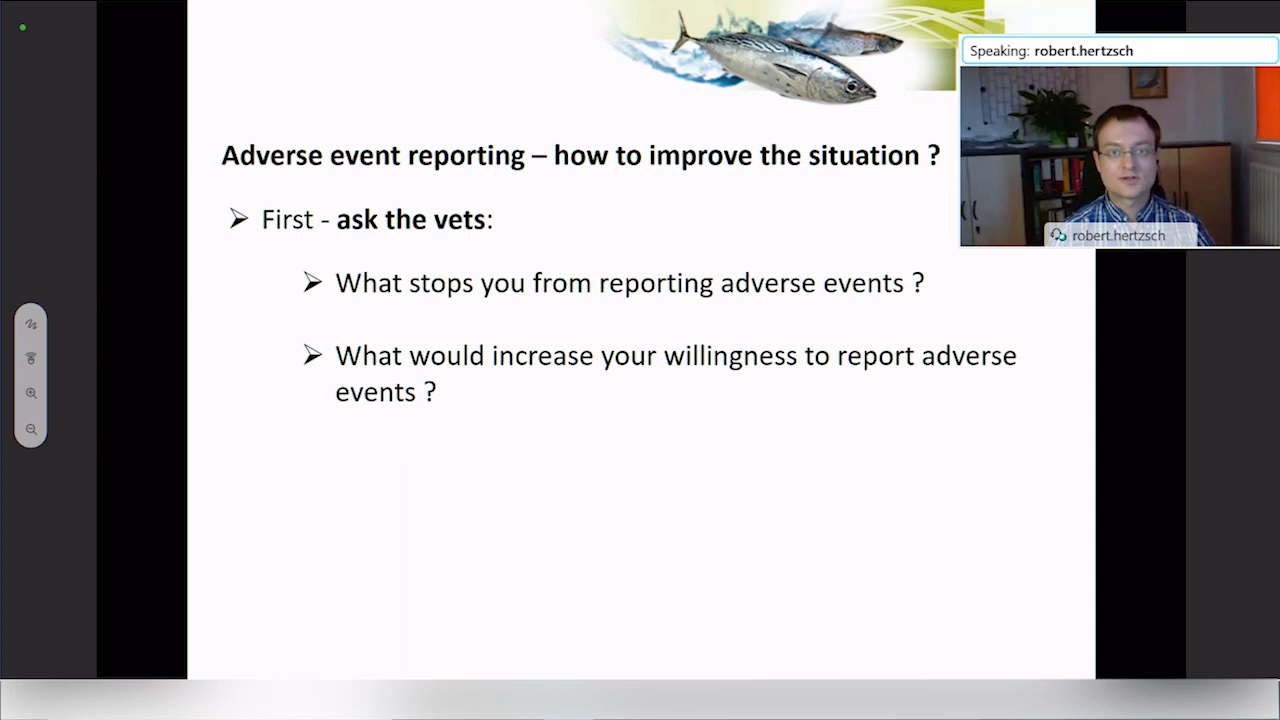 Speaking: robert.hertzsch
robert.hertzsch
Adverse event reporting – how to improve the situation ?
First - ask the vets:
What stops you from reporting adverse events ?
What would increase your willingness to report adverse
events ?